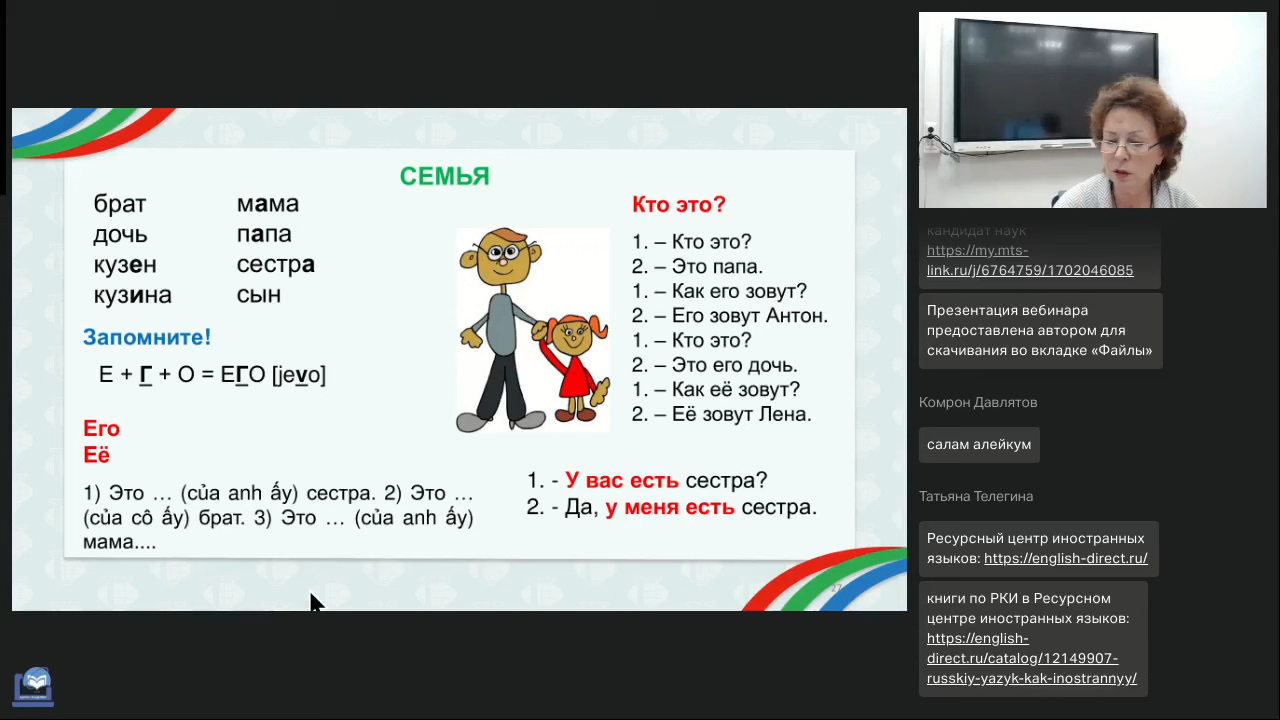 СЕМЬЯ
брат
дочь
кузен
кузина
мама
папа
сестра
сын
Запомните!
Е + Г + О = ЕГО [jevo]
Его
Её
1) Это … (của anh ấy) сестра. 2) Это …
(của cô ấy) брат. 3) Это … (của anh ấy)
мама....
Кто это?
1. – Кто это?
2. – Это папа.
1. – Как его зовут?
2. – Его зовут Антон.
1. – Кто это?
2. – Это его дочь.
1. – Как её зовут?
2. – Её зовут Лена.
1. - У вас есть сестра?
2. - Да, у меня есть сестра.
27
кандидат наук
https://my.mts-
link.ru/j/6764759/1702046085
Презентация вебинара
предоставлена автором для
скачивания во вкладке «Файлы»
Комрон Давлятов
салам алейкум
Татьяна Телегина
Ресурсный центр иностранных
языков: https://english-direct.ru/
книги по РКИ в Ресурсном
центре иностранных языков:
https://english-
direct.ru/catalog/12149907-
russkiy-yazyk-kak-inostrannyy/